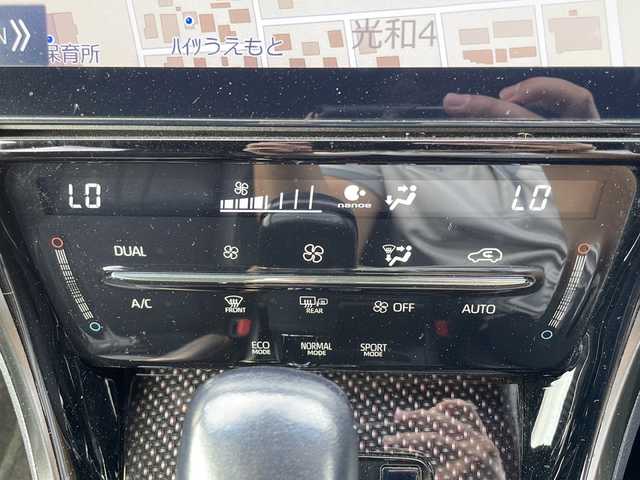 N
保育所
ハイツうえもと
光和4
LO
nanoe
LO
DUAL
A/C
FRONT
REAR
OFF
AUTO
ECO
MODE
NORMAL
MODE
SPORT
MODE